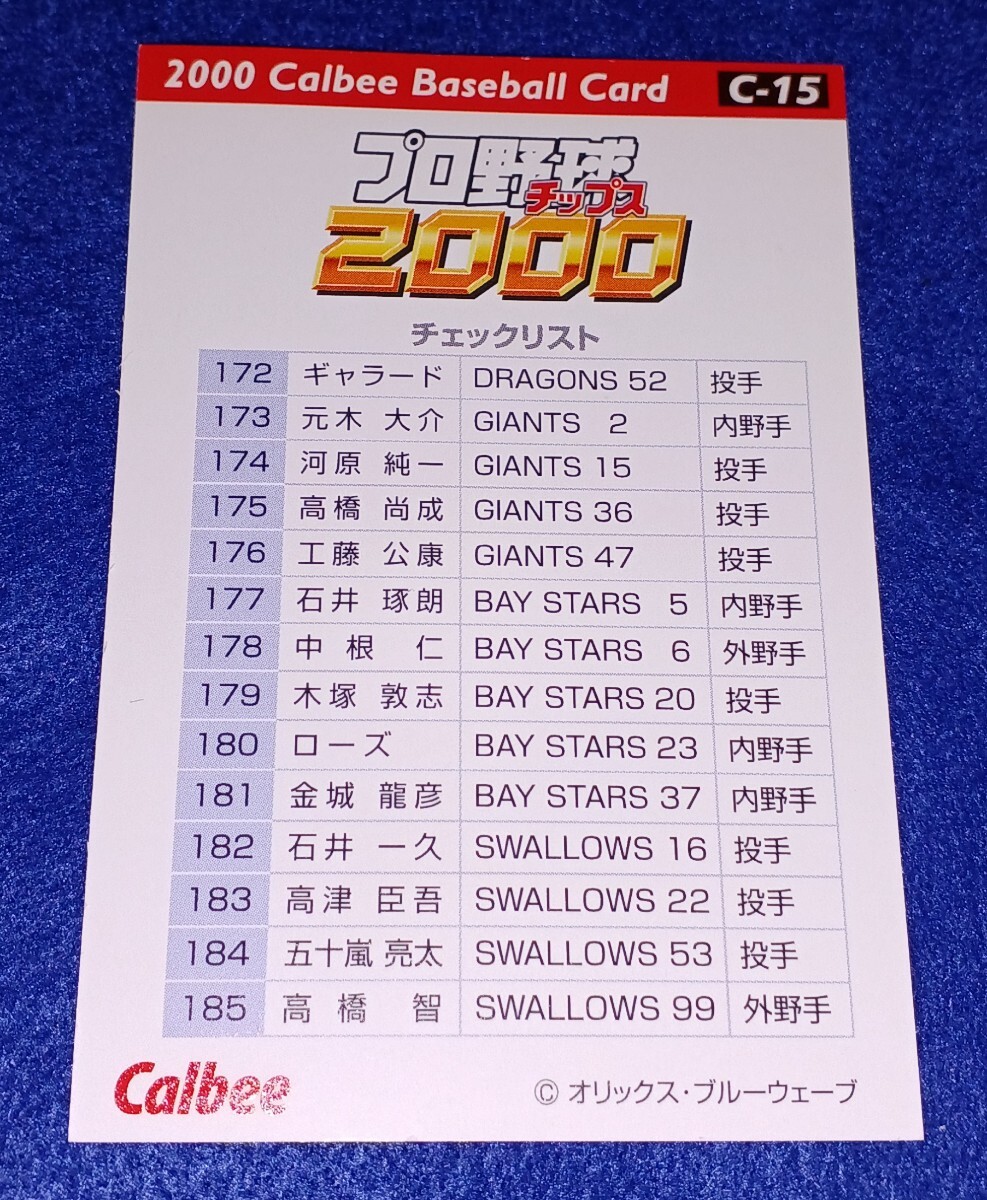 2000 Calbee Baseball Card C-15
プロ野球
チップス
2000
チェックリスト
172 ギャラード DRAGONS 52 投手
173 元木 大介 GIANTS 2 内野手
174 河原 純一 GIANTS 15 投手
175 高橋 尚成 GIANTS 36 投手
176 工藤 公康 GIANTS 47 投手
177 石井 琢朗 BAY STARS 5 内野手
178 中根 仁 BAY STARS 6 外野手
179 木塚 敦志 BAY STARS 20 投手
180 ローズ BAY STARS 23 内野手
181 金城 龍彦 BAY STARS 37 内野手
182 石井 一久 SWALLOWS 16 投手
183 高津 臣吾 SWALLOWS 22 投手
184 五十嵐 亮太 SWALLOWS 53 投手
185 高橋 智 SWALLOWS 99 外野手
Calbee © オリックス・ブルーウェーブ